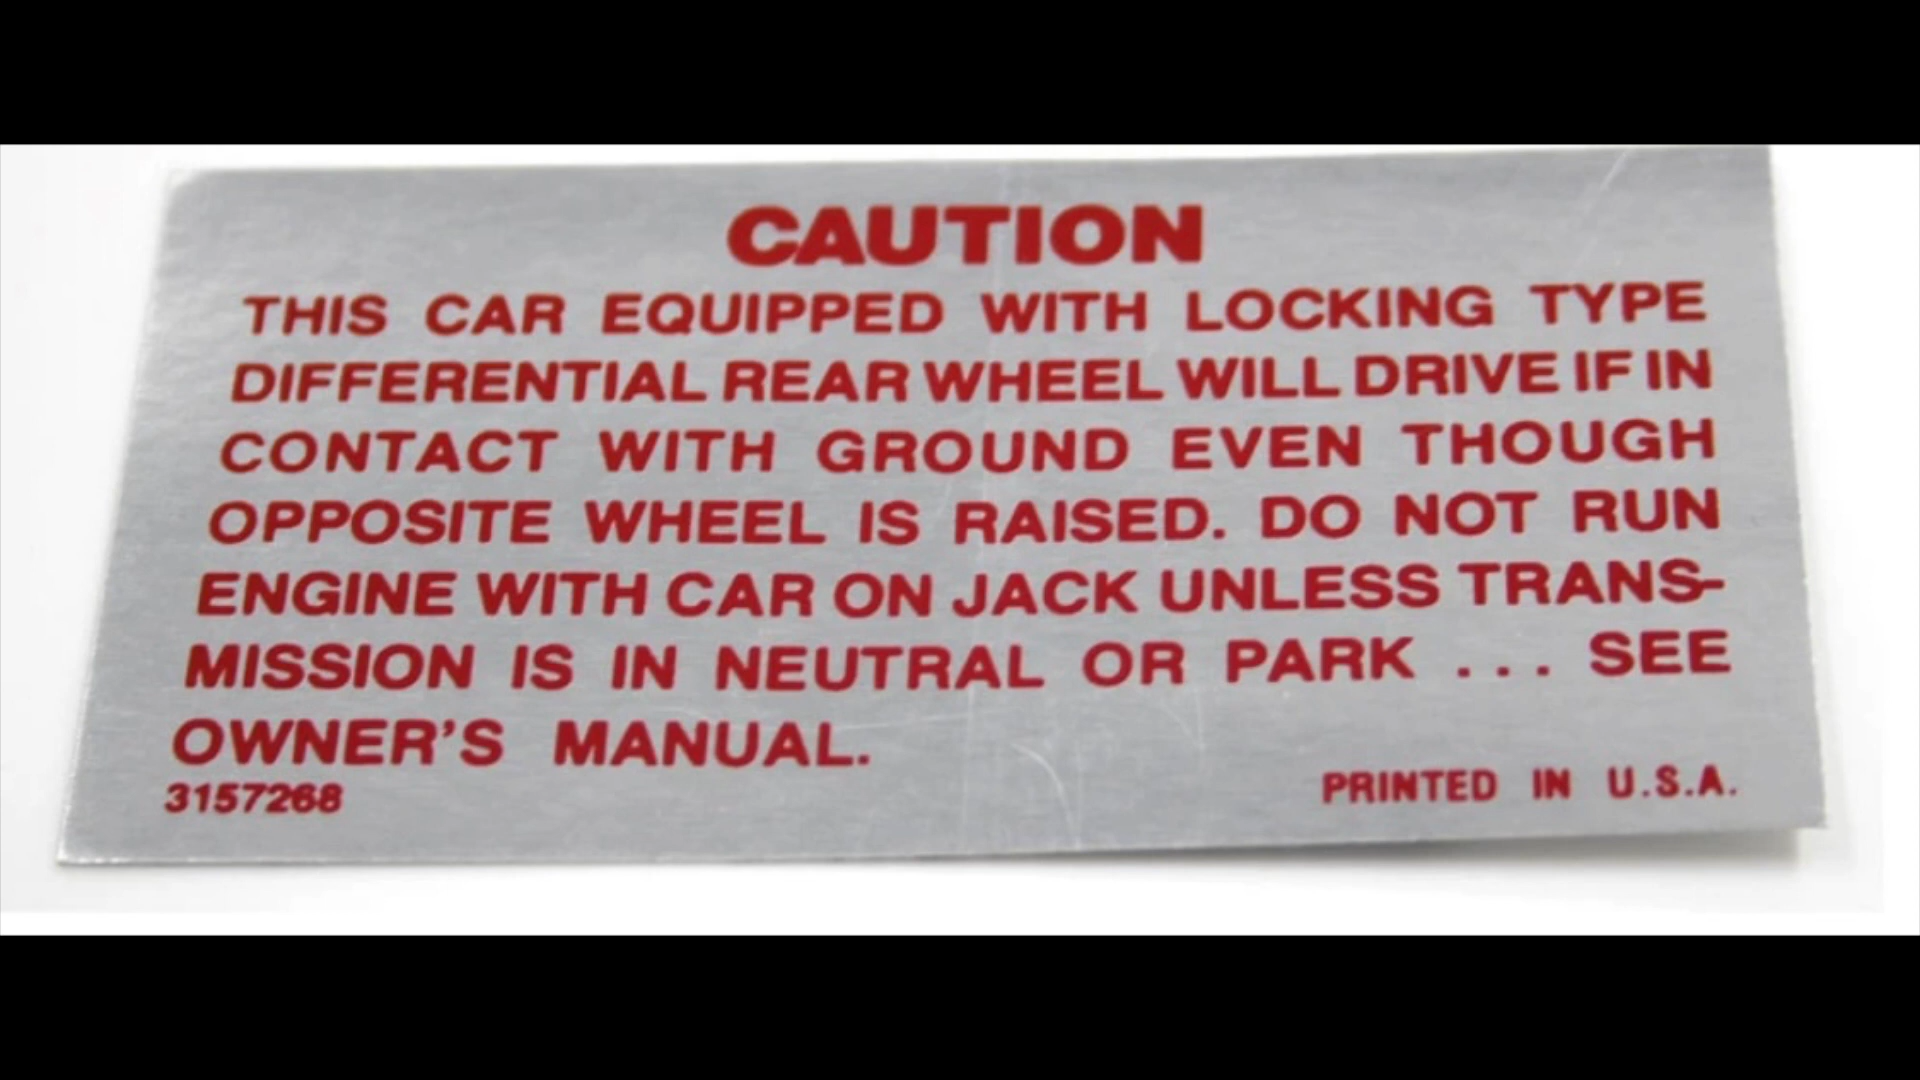 CAUTION
THIS CAR EQUIPPED WITH LOCKING TYPE
DIFFERENTIAL REAR WHEEL WILL DRIVE IF IN
CONTACT WITH GROUND EVEN THOUGH
OPPOSITE WHEEL IS RAISED. DO NOT RUN
ENGINE WITH CAR ON JACK UNLESS TRANS-
MISSION IS IN NEUTRAL OR PARK . . . SEE
OWNER'S MANUAL.
3157268 PRINTED IN U.S.A.